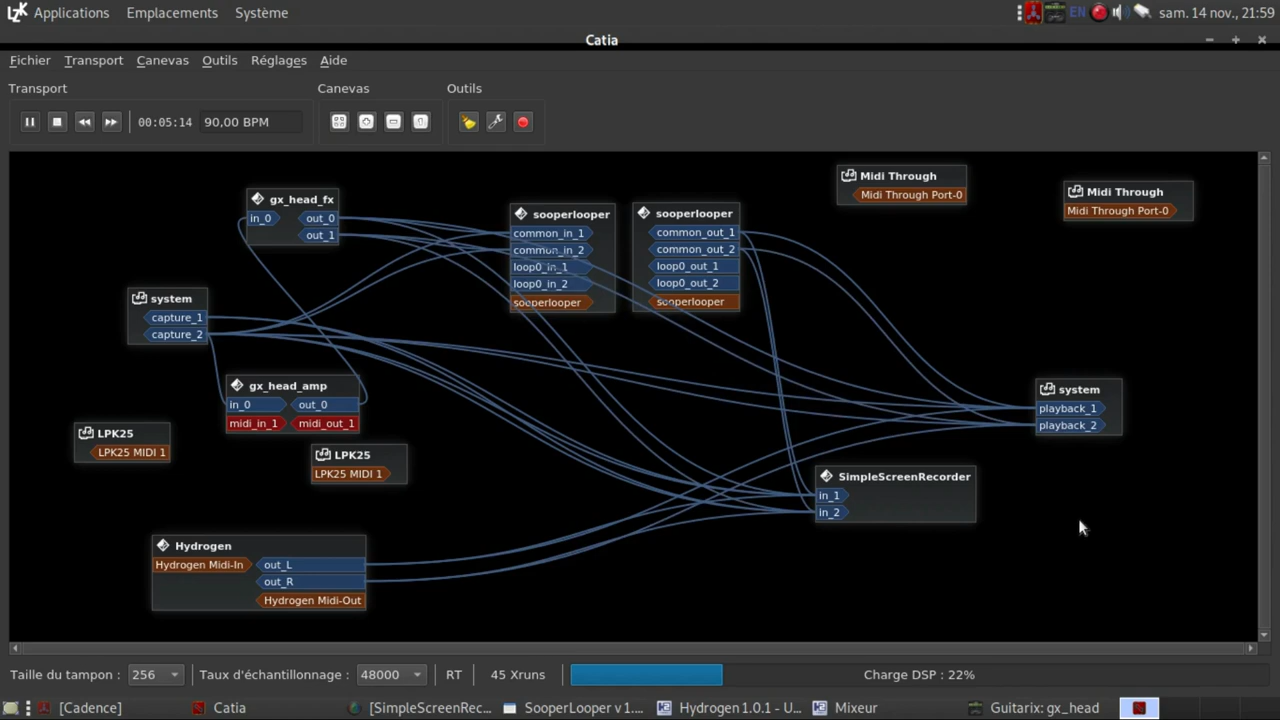 Applications Emplacements Système EN sam. 14 nov., 21:59
Catia
Fichier Transport Canevas Outils Réglages Aide
Transport Canevas Outils
00:05:14 90,00 BPM
Midi Through
Midi Through Port-0
Midi Through
Midi Through Port-0
gx_head_fx
in_0 out_0
out_1
sooperlooper
common_in_1
common_in_2
loop0_in_1
loop0_in_2
sooperlooper
sooperlooper
common_out_1
common_out_2
loop0_out_1
loop0_out_2
sooperlooper
system
capture_1
capture_2
gx_head_amp
in_0 out_0
midi_in_1 midi_out_1
system
playback_1
playback_2
LPK25
LPK25 MIDI 1
LPK25
LPK25 MIDI 1
SimpleScreenRecorder
in_1
in_2
Hydrogen
Hydrogen Midi-In out_L
out_R
Hydrogen Midi-Out
Taille du tampon : 256 Taux d'échantillonnage : 48000 RT 45 Xruns Charge DSP : 22%
[Cadence] Catia [SimpleScreenRec... SooperLooper v 1.... Hydrogen 1.0.1 - U... Mixeur Guitarix: gx_head